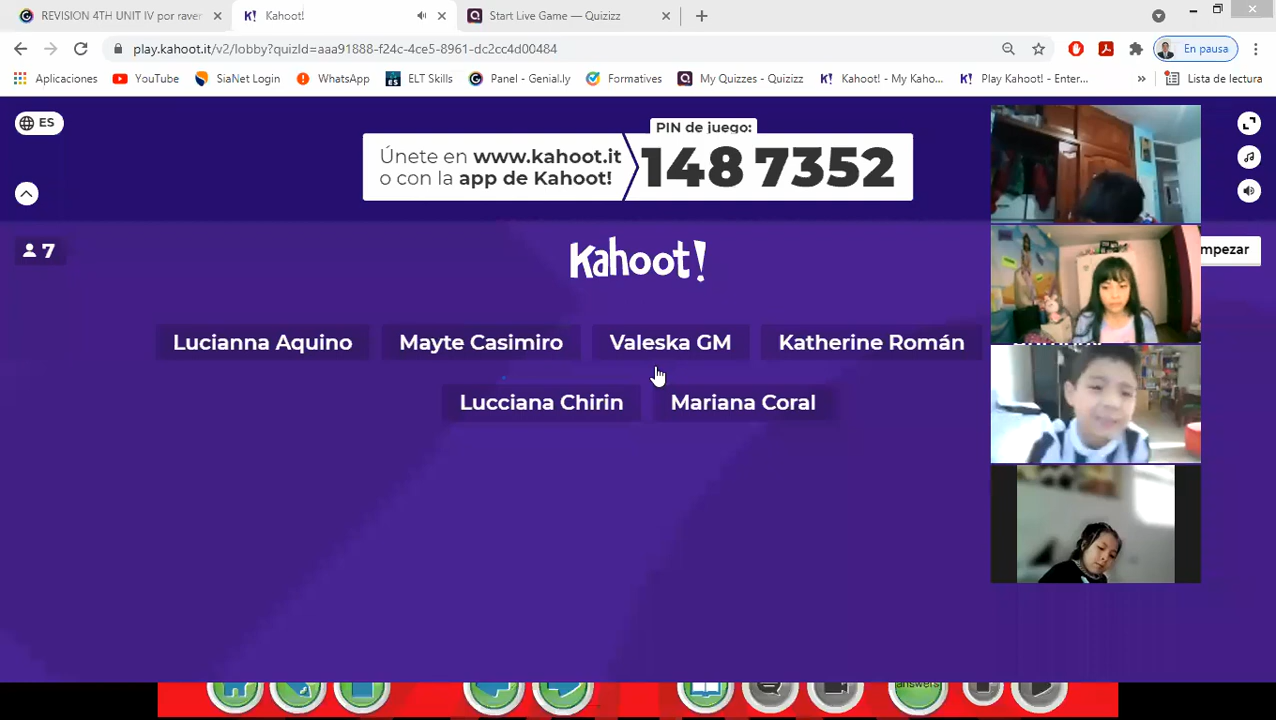 REVISION 4TH UNIT IV por raver
Kahoot!
Start Live Game — Quizizz
play.kahoot.it/v2/lobby?quizId=aaa91888-f24c-4ce5-8961-dc2cc4d00484
En pausa
Aplicaciones
YouTube
SiaNet Login
WhatsApp
ELT Skills
Panel - Genial.ly
Formatives
My Quizzes - Quizizz
Kahoot! - My Kaho...
Play Kahoot! - Enter...
»
Lista de lectura
ES
Únete en www.kahoot.it
o con la app de Kahoot!
PIN de juego:
148 7352
7
Kahoot!
mpezar
Lucianna Aquino
Mayte Casimiro
Valeska GM
Katherine Román
Lucciana Chirin
Mariana Coral
answers